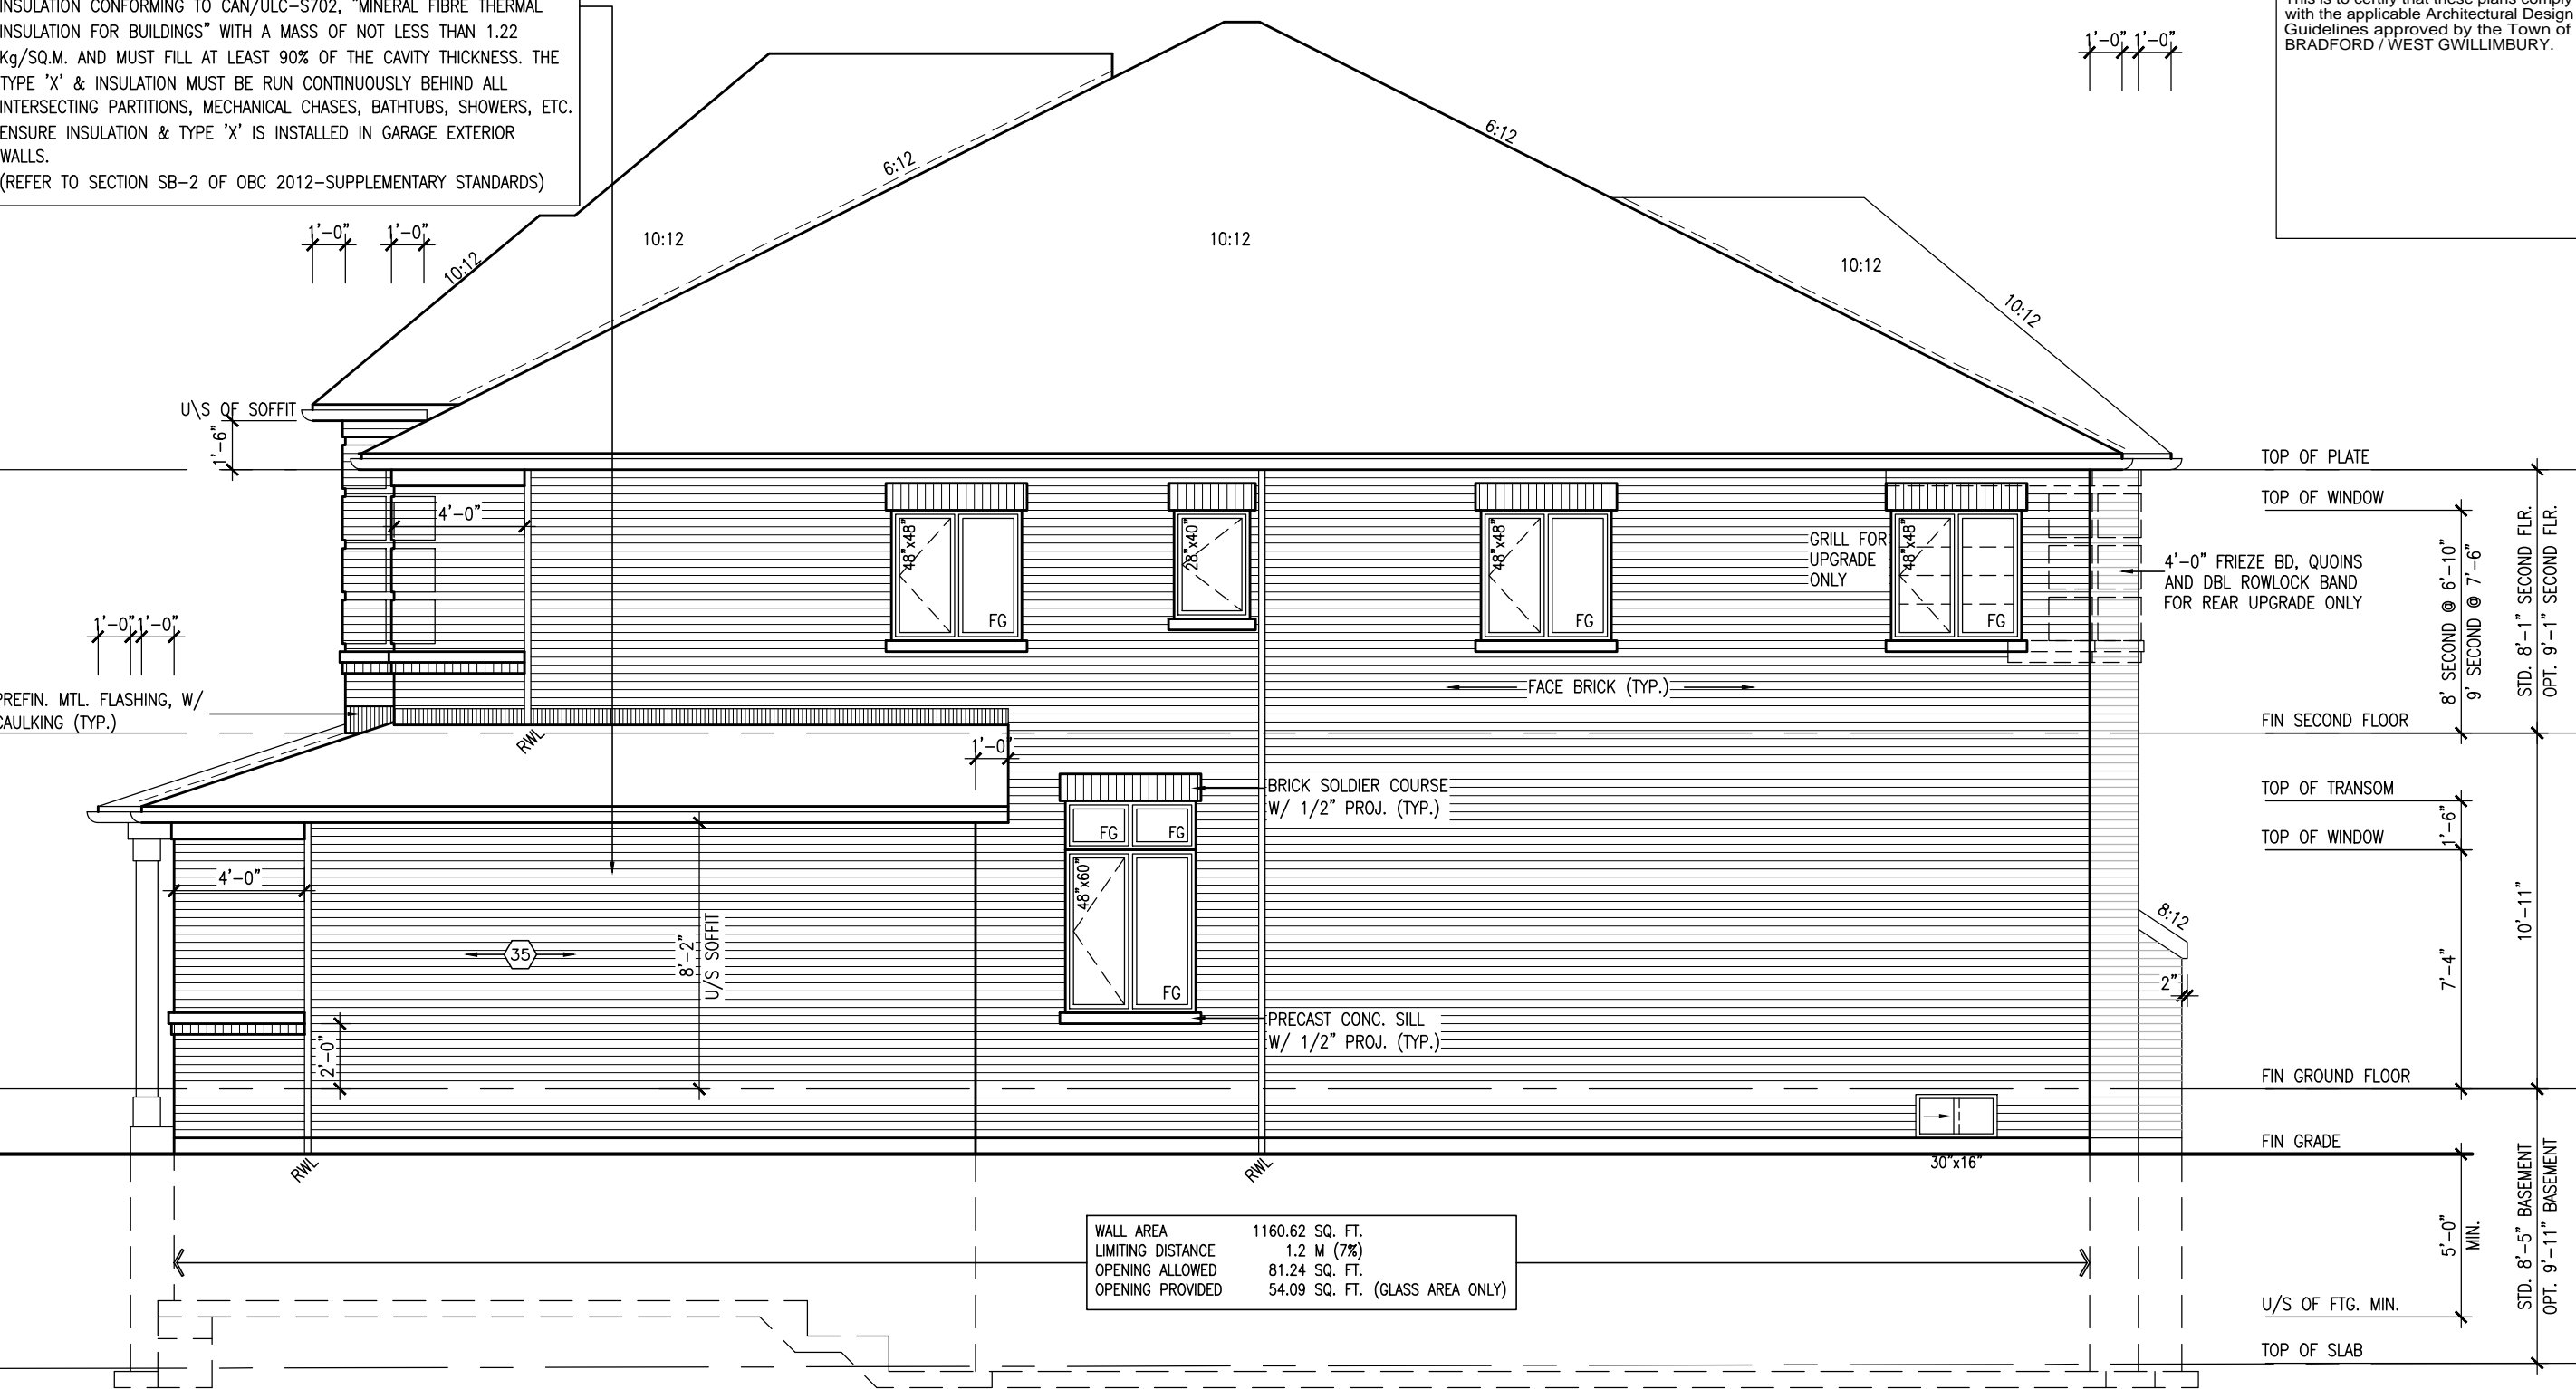 INSULATION CONFORMING TO CAN/ULC-S702, "MINERAL FIBRE THERMAL
INSULATION FOR BUILDINGS" WITH A MASS OF NOT LESS THAN 1.22
Kg/SQ.M. AND MUST FILL AT LEAST 90% OF THE CAVITY THICKNESS. THE
TYPE 'X' & INSULATION MUST BE RUN CONTINUOUSLY BEHIND ALL
INTERSECTING PARTITIONS, MECHANICAL CHASES, BATHTUBS, SHOWERS, ETC.
ENSURE INSULATION & TYPE 'X' IS INSTALLED IN GARAGE EXTERIOR
WALLS.
(REFER TO SECTION SB-2 OF OBC 2012-SUPPLEMENTARY STANDARDS)
This is to certify that these plans comply
with the applicable Architectural Design
Guidelines approved by the Town of
BRADFORD / WEST GWILLIMBURY.
1'-0" 1'-0"
6:12
6:12
1'-0" 1'-0"
10:12
10:12
10:12
10:12
10:12
U\S OF SOFFIT
1'-6"
4'-0"
48"x48"
FG
28"x40"
48"x48"
FG
GRILL FOR
UPGRADE
ONLY
48"x48"
FG
4'-0" FRIEZE BD, QUOINS
AND DBL ROWLOCK BAND
FOR REAR UPGRADE ONLY
TOP OF PLATE
TOP OF WINDOW
8' SECOND @ 6'-10"
9' SECOND @ 7'-6"
STD. 8'-1" SECOND FLR.
OPT. 9'-1" SECOND FLR.
1'-0" 1'-0"
PREFIN. MTL. FLASHING, W/
CAULKING (TYP.)
FACE BRICK (TYP.)
FIN SECOND FLOOR
RWL
1'-0"
BRICK SOLDIER COURSE
W/ 1/2" PROJ. (TYP.)
TOP OF TRANSOM
1'-6"
TOP OF WINDOW
FG
FG
48"x60"
FG
4'-0"
35
8'-2"
U/S SOFFIT
2'-0"
PRECAST CONC. SILL
W/ 1/2" PROJ. (TYP.)
8:12
2"
7'-4"
10'-11"
FIN GROUND FLOOR
FIN GRADE
30"x16"
RWL
RWL
WALL AREA 1160.62 SQ. FT.
LIMITING DISTANCE 1.2 M (7%)
OPENING ALLOWED 81.24 SQ. FT.
OPENING PROVIDED 54.09 SQ. FT. (GLASS AREA ONLY)
5'-0"
MIN.
STD. 8'-5" BASEMENT
OPT. 9'-11" BASEMENT
U/S OF FTG. MIN.
TOP OF SLAB